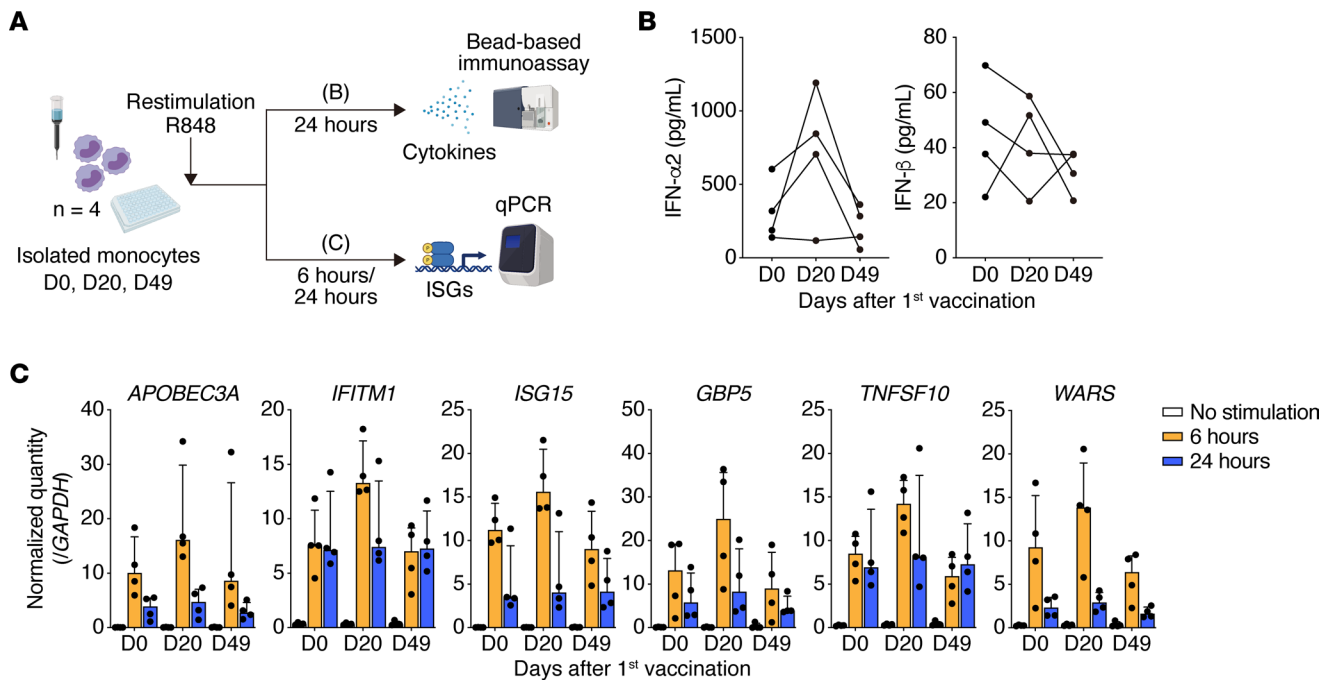 A
Restimulation
R848
n = 4
Isolated monocytes
D0, D20, D49
(B)
24 hours
Cytokines
Bead-based
immunoassay
(C)
6 hours/
24 hours
P
P
ISGs
qPCR
B
IFN-α2 (pg/mL)
1500
1000
500
0
D0 D20 D49
IFN-β (pg/mL)
80
60
40
20
0
D0 D20 D49
Days after 1st vaccination
C
Normalized quantity
(/GAPDH)
APOBEC3A
40
30
20
10
0
D0 D20 D49
IFITM1
20
15
10
5
0
D0 D20 D49
ISG15
25
20
15
10
5
0
D0 D20 D49
GBP5
50
40
30
20
10
0
D0 D20 D49
TNFSF10
25
20
15
10
5
0
D0 D20 D49
WARS
25
20
15
10
5
0
D0 D20 D49
No stimulation
6 hours
24 hours
Days after 1st vaccination